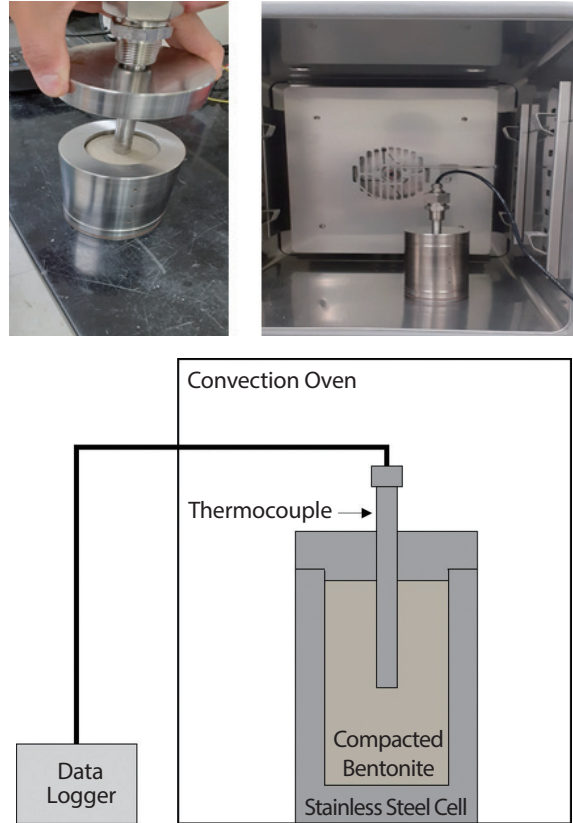 Convection Oven
Thermocouple
Compacted
Bentonite
Data
Logger
Stainless Steel Cell